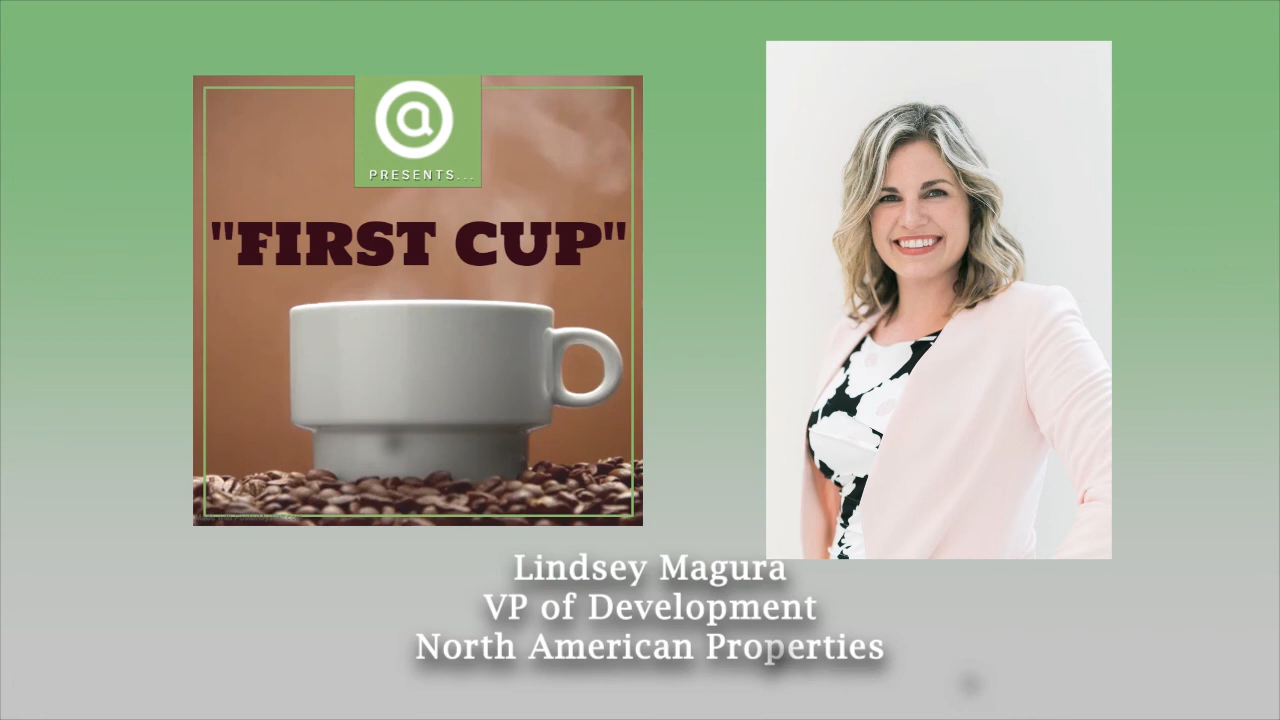 @
PRESENTS...
"FIRST CUP"
Lindsey Magura
VP of Development
North American Properties